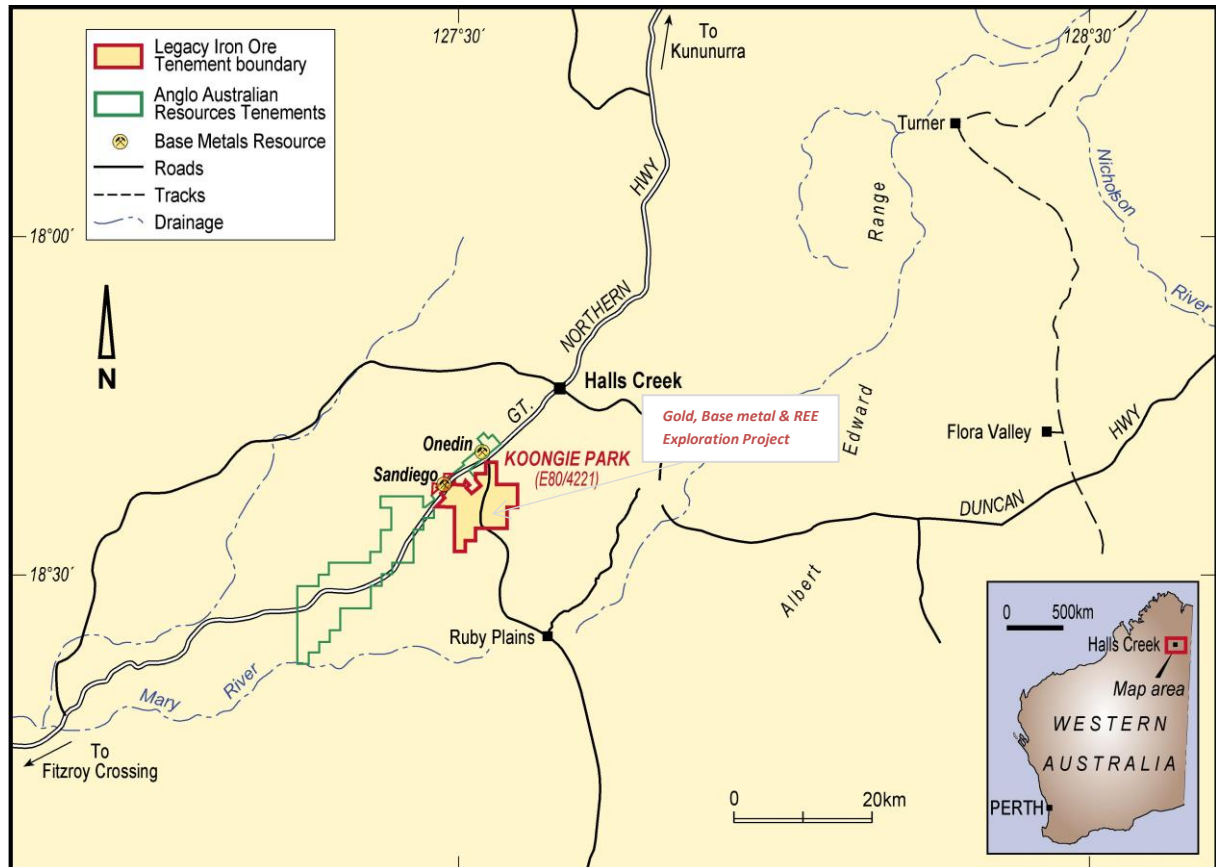 127°30´
128°30´
To
Kununurra
Legacy Iron Ore
Tenement boundary
Anglo Australian
Resources Tenements
Base Metals Resource
Roads
Tracks
Drainage
Turner
HWY
Nicholson
River
Range
18°00´
NORTHERN
N
Halls Creek
GT.
Gold, Base metal & REE
Exploration Project
Edward
Onedin
KOONGIE PARK
(E80/4221)
Sandiego
Flora Valley
HWY
DUNCAN
18°30´
Albert
Ruby Plains
Mary
River
To
Fitzroy Crossing
0 20km
0 500km
Halls Creek
Map area
WESTERN
AUSTRALIA
PERTH